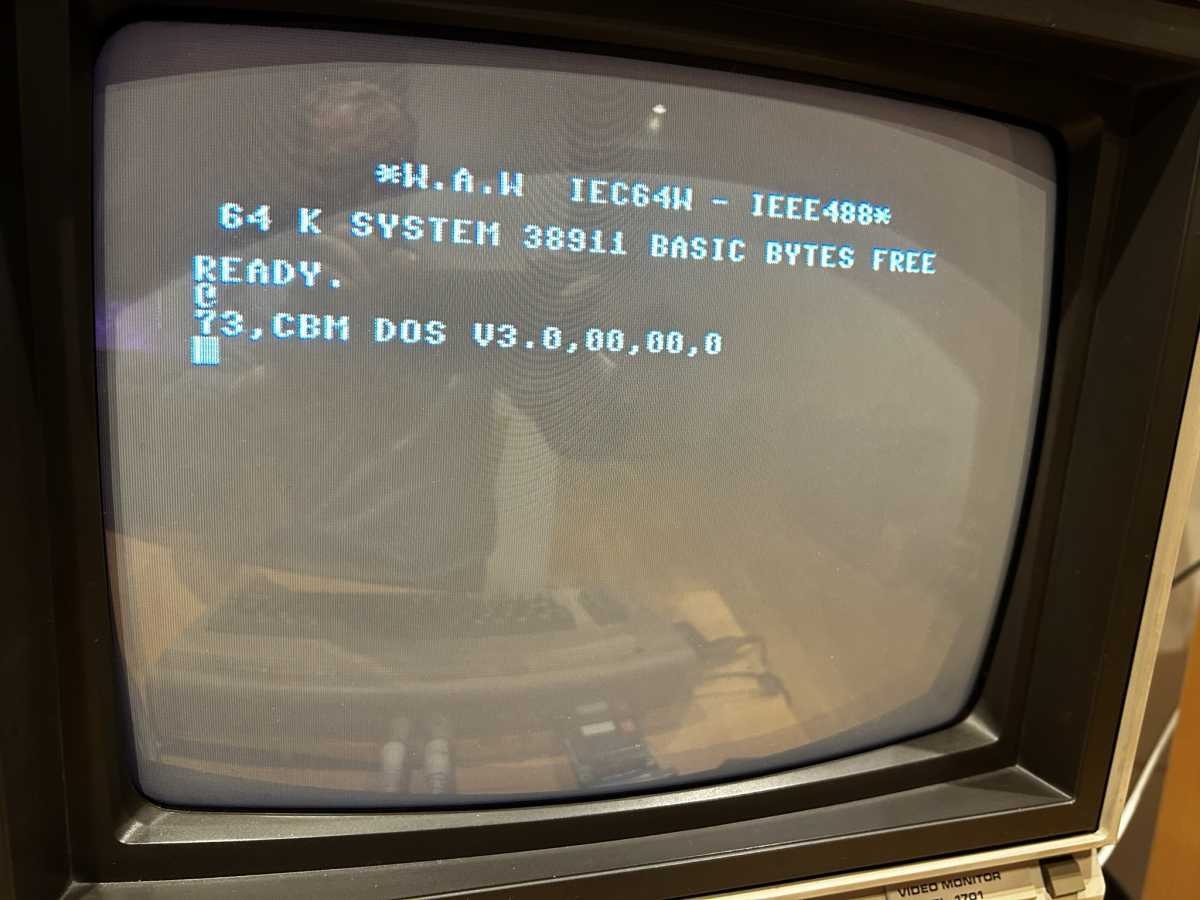 *W.A.W  IEC64W - IEEE488*
64 K SYSTEM 38911 BASIC BYTES FREE
READY.
@
73,CBM DOS V3.0,00,00,0
VIDEO MONITOR
1701